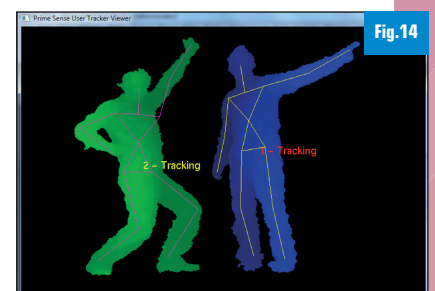 Prime Sense User Tracker Viewer
Fig.14
2 - Tracking
1 - Tracking